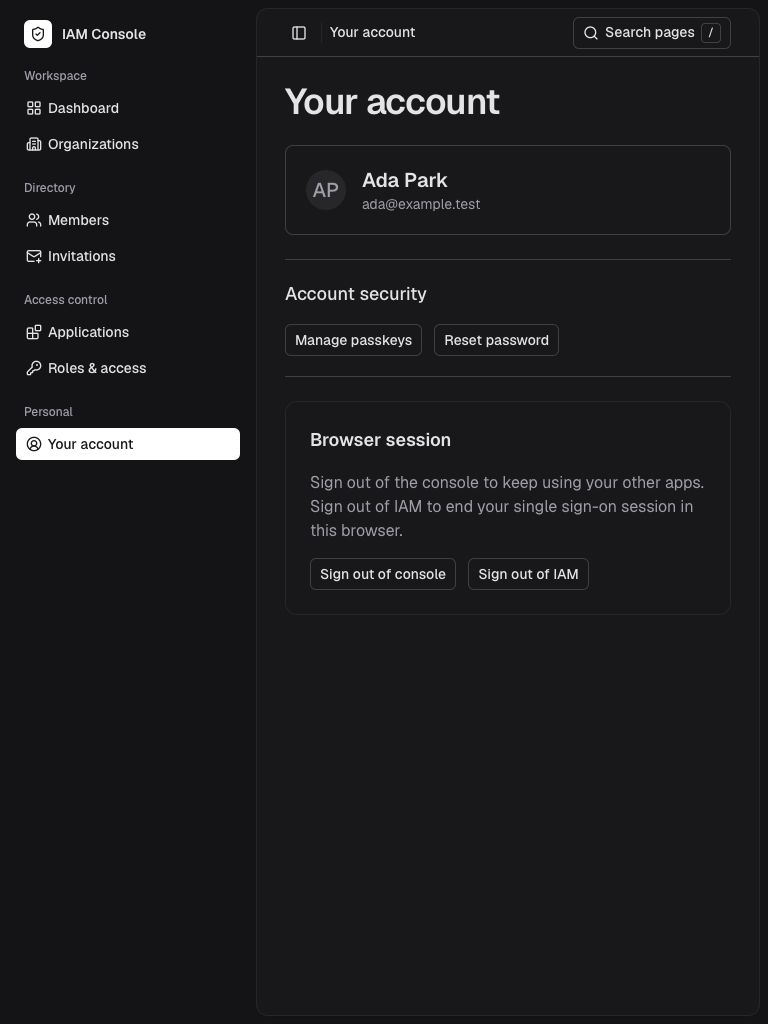 IAM Console
Workspace
Dashboard
Organizations
Directory
Members
Invitations
Access control
Applications
Roles & access
Personal
Your account
Your account
Search pages /
Your account
AP
Ada Park
ada@example.test
Account security
Manage passkeys
Reset password
Browser session
Sign out of the console to keep using your other apps.
Sign out of IAM to end your single sign-on session in
this browser.
Sign out of console
Sign out of IAM